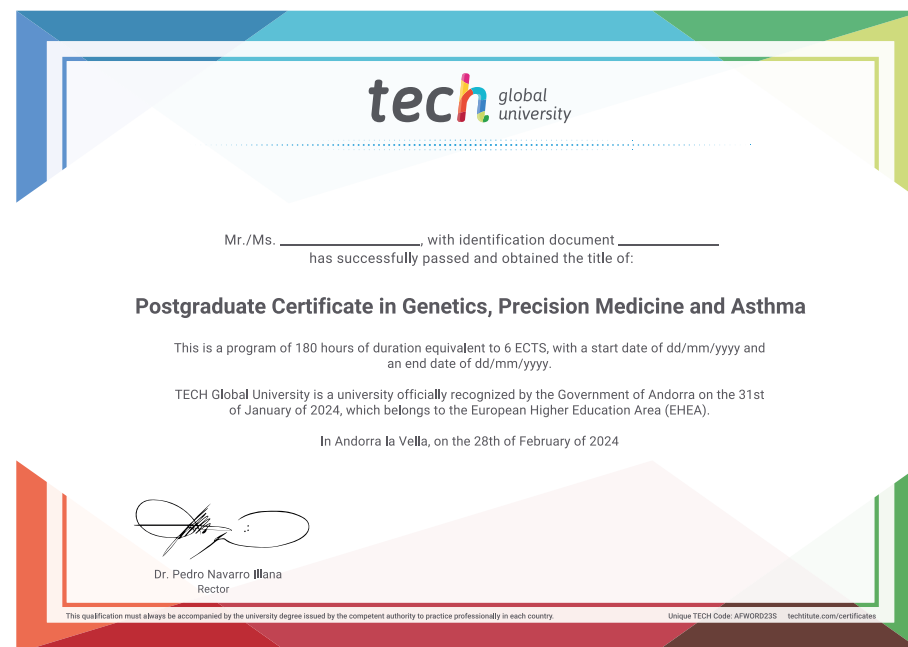 tech global
university
Mr./Ms. ____________________, with identification document ______________
has successfully passed and obtained the title of:
Postgraduate Certificate in Genetics, Precision Medicine and Asthma
This is a program of 180 hours of duration equivalent to 6 ECTS, with a start date of dd/mm/yyyy and
an end date of dd/mm/yyyy.
TECH Global University is a university officially recognized by the Government of Andorra on the 31st
of January of 2024, which belongs to the European Higher Education Area (EHEA).
In Andorra la Vella, on the 28th of February of 2024
Dr. Pedro Navarro Illana
Rector
This qualification must always be accompanied by the university degree issued by the competent authority to practice professionally in each country.
Unique TECH Code: AFWORD23S techtitute.com/certificates